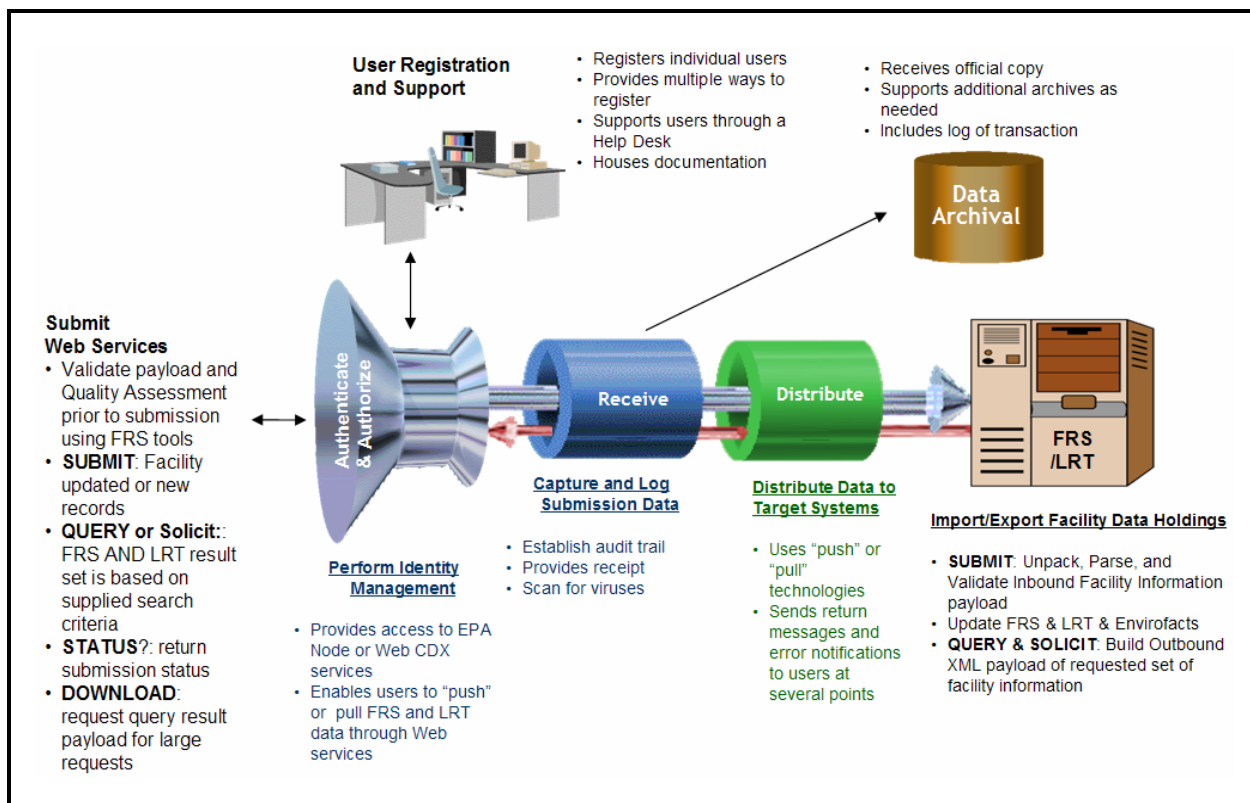 User Registration
and Support
• Registers individual users
• Provides multiple ways to
register
• Supports users through a
Help Desk
• Houses documentation
• Receives official copy
• Supports additional archives as
needed
• Includes log of transaction
Data
Archival
Submit
Web Services
• Validate payload and
Quality Assessment
prior to submission
using FRS tools
• SUBMIT: Facility
updated or new
records
• QUERY or Solicit::
FRS AND LRT result
set is based on
supplied search
criteria
• STATUS?: return
submission status
• DOWNLOAD:
request query result
payload for large
requests
Authenticate
& Authorize
Receive
Distribute
FRS
/LRT
Perform Identity
Management
• Provides access to EPA
Node or Web CDX
services
• Enables users to “push”
or pull FRS and LRT
data through Web
services
Capture and Log
Submission Data
• Establish audit trail
• Provides receipt
• Scan for viruses
Distribute Data to
Target Systems
• Uses “push” or
“pull”
technologies
• Sends return
messages and
error notifications
to users at
several points
Import/Export Facility Data Holdings
• SUBMIT: Unpack, Parse, and
Validate Inbound Facility Information
payload
• Update FRS & LRT & Envirofacts
• QUERY & SOLICIT: Build Outbound
XML payload of requested set of
facility information